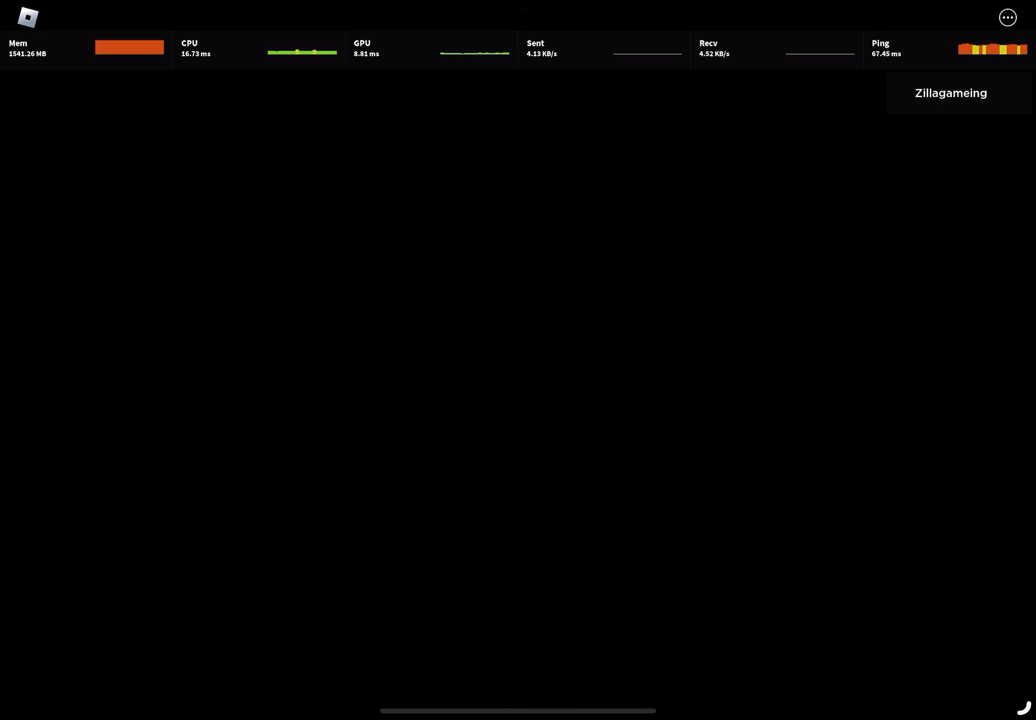 Mem
1541.26 MB
CPU
16.73 ms
GPU
8.81 ms
Sent
4.13 KB/s
Recv
4.52 KB/s
Ping
67.45 ms
Zillagameing